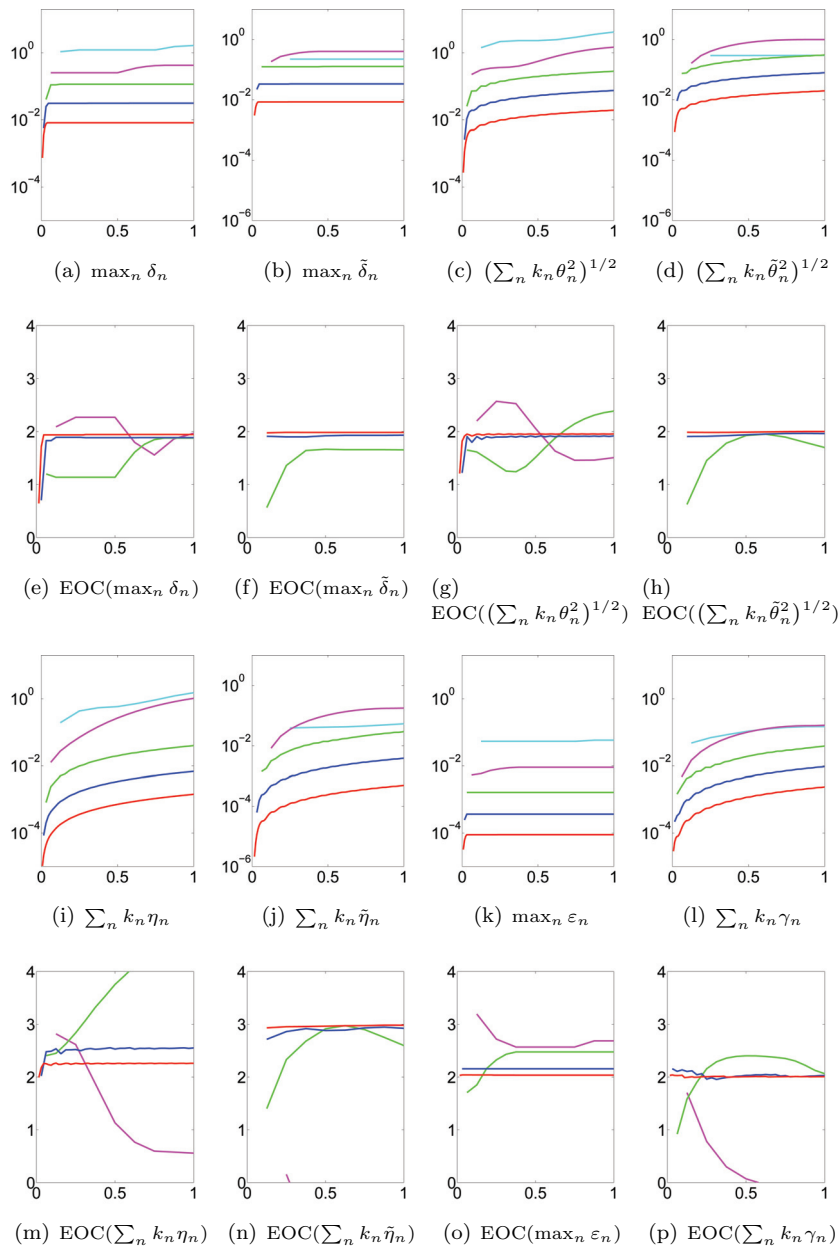 10^0 10^0 10^0 10^0
10^{-2} 10^{-2} 10^{-2} 10^{-2}
10^{-4} 10^{-4} 10^{-4} 10^{-4}
10^{-6} 10^{-6}
0 0.5 1 0 0.5 1 0 0.5 1 0 0.5 1
(a) max_n δ_n (b) max_n \tilde{δ}_n (c) (∑_n k_n θ_n^2)^{1/2} (d) (∑_n k_n \tilde{θ}_n^2)^{1/2}
4 4 4 4
3 3 3 3
2 2 2 2
1 1 1 1
0 0 0 0
0 0.5 1 0 0.5 1 0 0.5 1 0 0.5 1
(e) EOC(max_n δ_n) (f) EOC(max_n \tilde{δ}_n) (g) (h)
EOC((∑_n k_n θ_n^2)^{1/2}) EOC((∑_n k_n \tilde{θ}_n^2)^{1/2})
10^0 10^0 10^0 10^0
10^{-2} 10^{-2} 10^{-2} 10^{-2}
10^{-4} 10^{-4} 10^{-4} 10^{-4}
10^{-6} 10^{-6}
0 0.5 1 0 0.5 1 0 0.5 1 0 0.5 1
(i) ∑_n k_n η_n (j) ∑_n k_n \tilde{η}_n (k) max_n ε_n (l) ∑_n k_n γ_n
4 4 4 4
3 3 3 3
2 2 2 2
1 1 1 1
0 0 0 0
0 0.5 1 0 0.5 1 0 0.5 1 0 0.5 1
(m) EOC(∑_n k_n η_n) (n) EOC(∑_n k_n \tilde{η}_n) (o) EOC(max_n ε_n) (p) EOC(∑_n k_n γ_n)